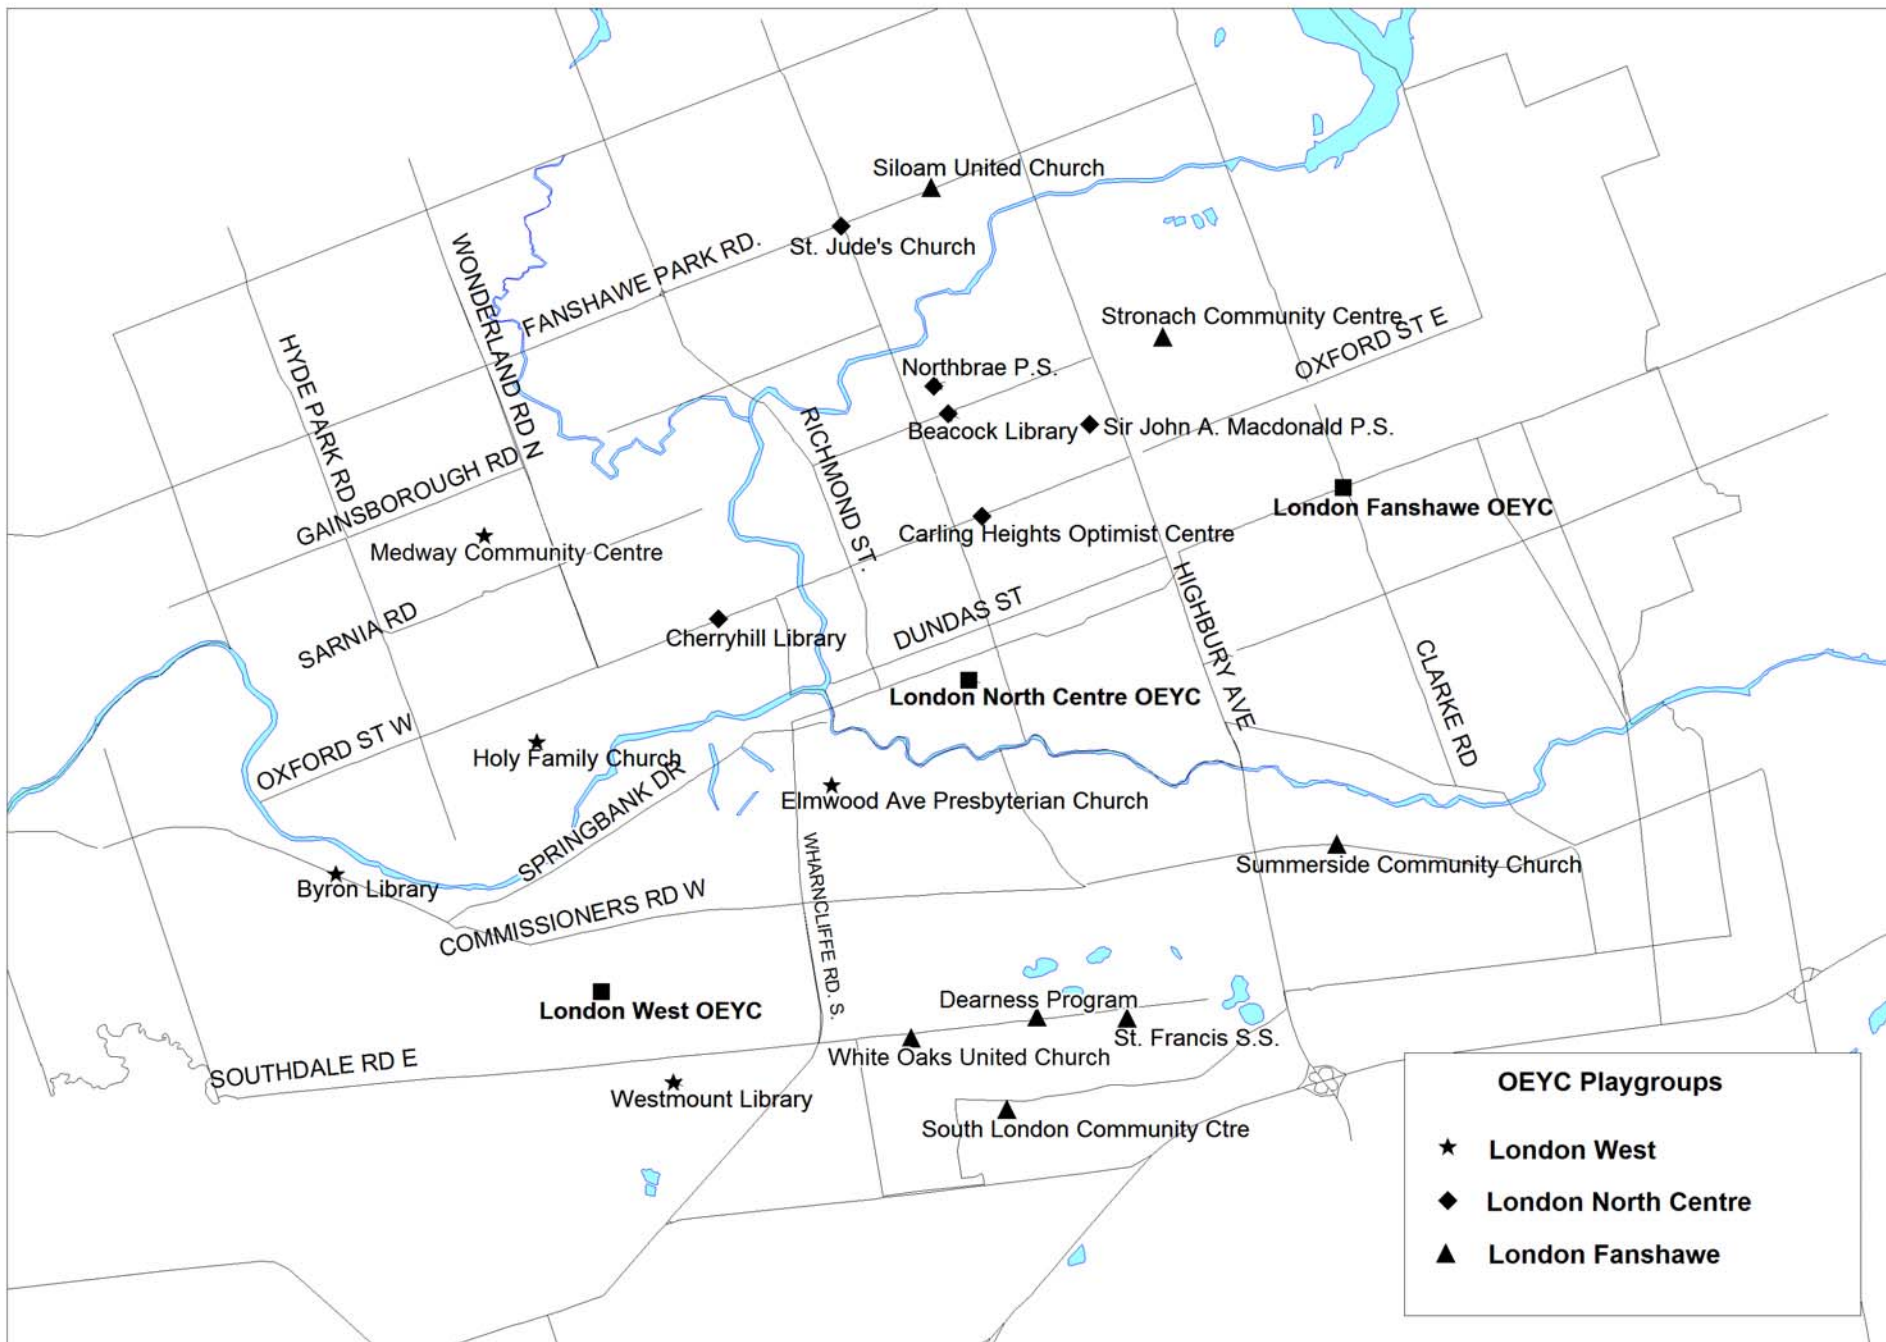 Siloam United Church
St. Jude's Church
FANSHAWE PARK RD.
WONDERLAND RD N
HYDE PARK RD
Stronach Community Centre
OXFORD ST E
Northbrae P.S.
Beacock Library
Sir John A. Macdonald P.S.
RICHMOND ST .
GAINSBOROUGH RD
London Fanshawe OEYC
Carling Heights Optimist Centre
Medway Community Centre
HIGHBURY AVE
DUNDAS ST
SARNIA RD
Cherryhill Library
CLARKE RD
London North Centre OEYC
OXFORD ST W
Holy Family Church
SPRINGBANK DR
Elmwood Ave Presbyterian Church
WHARNCLIFFE RD. S.
Summerside Community Church
Byron Library
COMMISSIONERS RD W
London West OEYC
Dearness Program
St. Francis S.S.
White Oaks United Church
SOUTHDALE RD E
Westmount Library
South London Community Ctre
OEYC Playgroups
London West
London North Centre
London Fanshawe